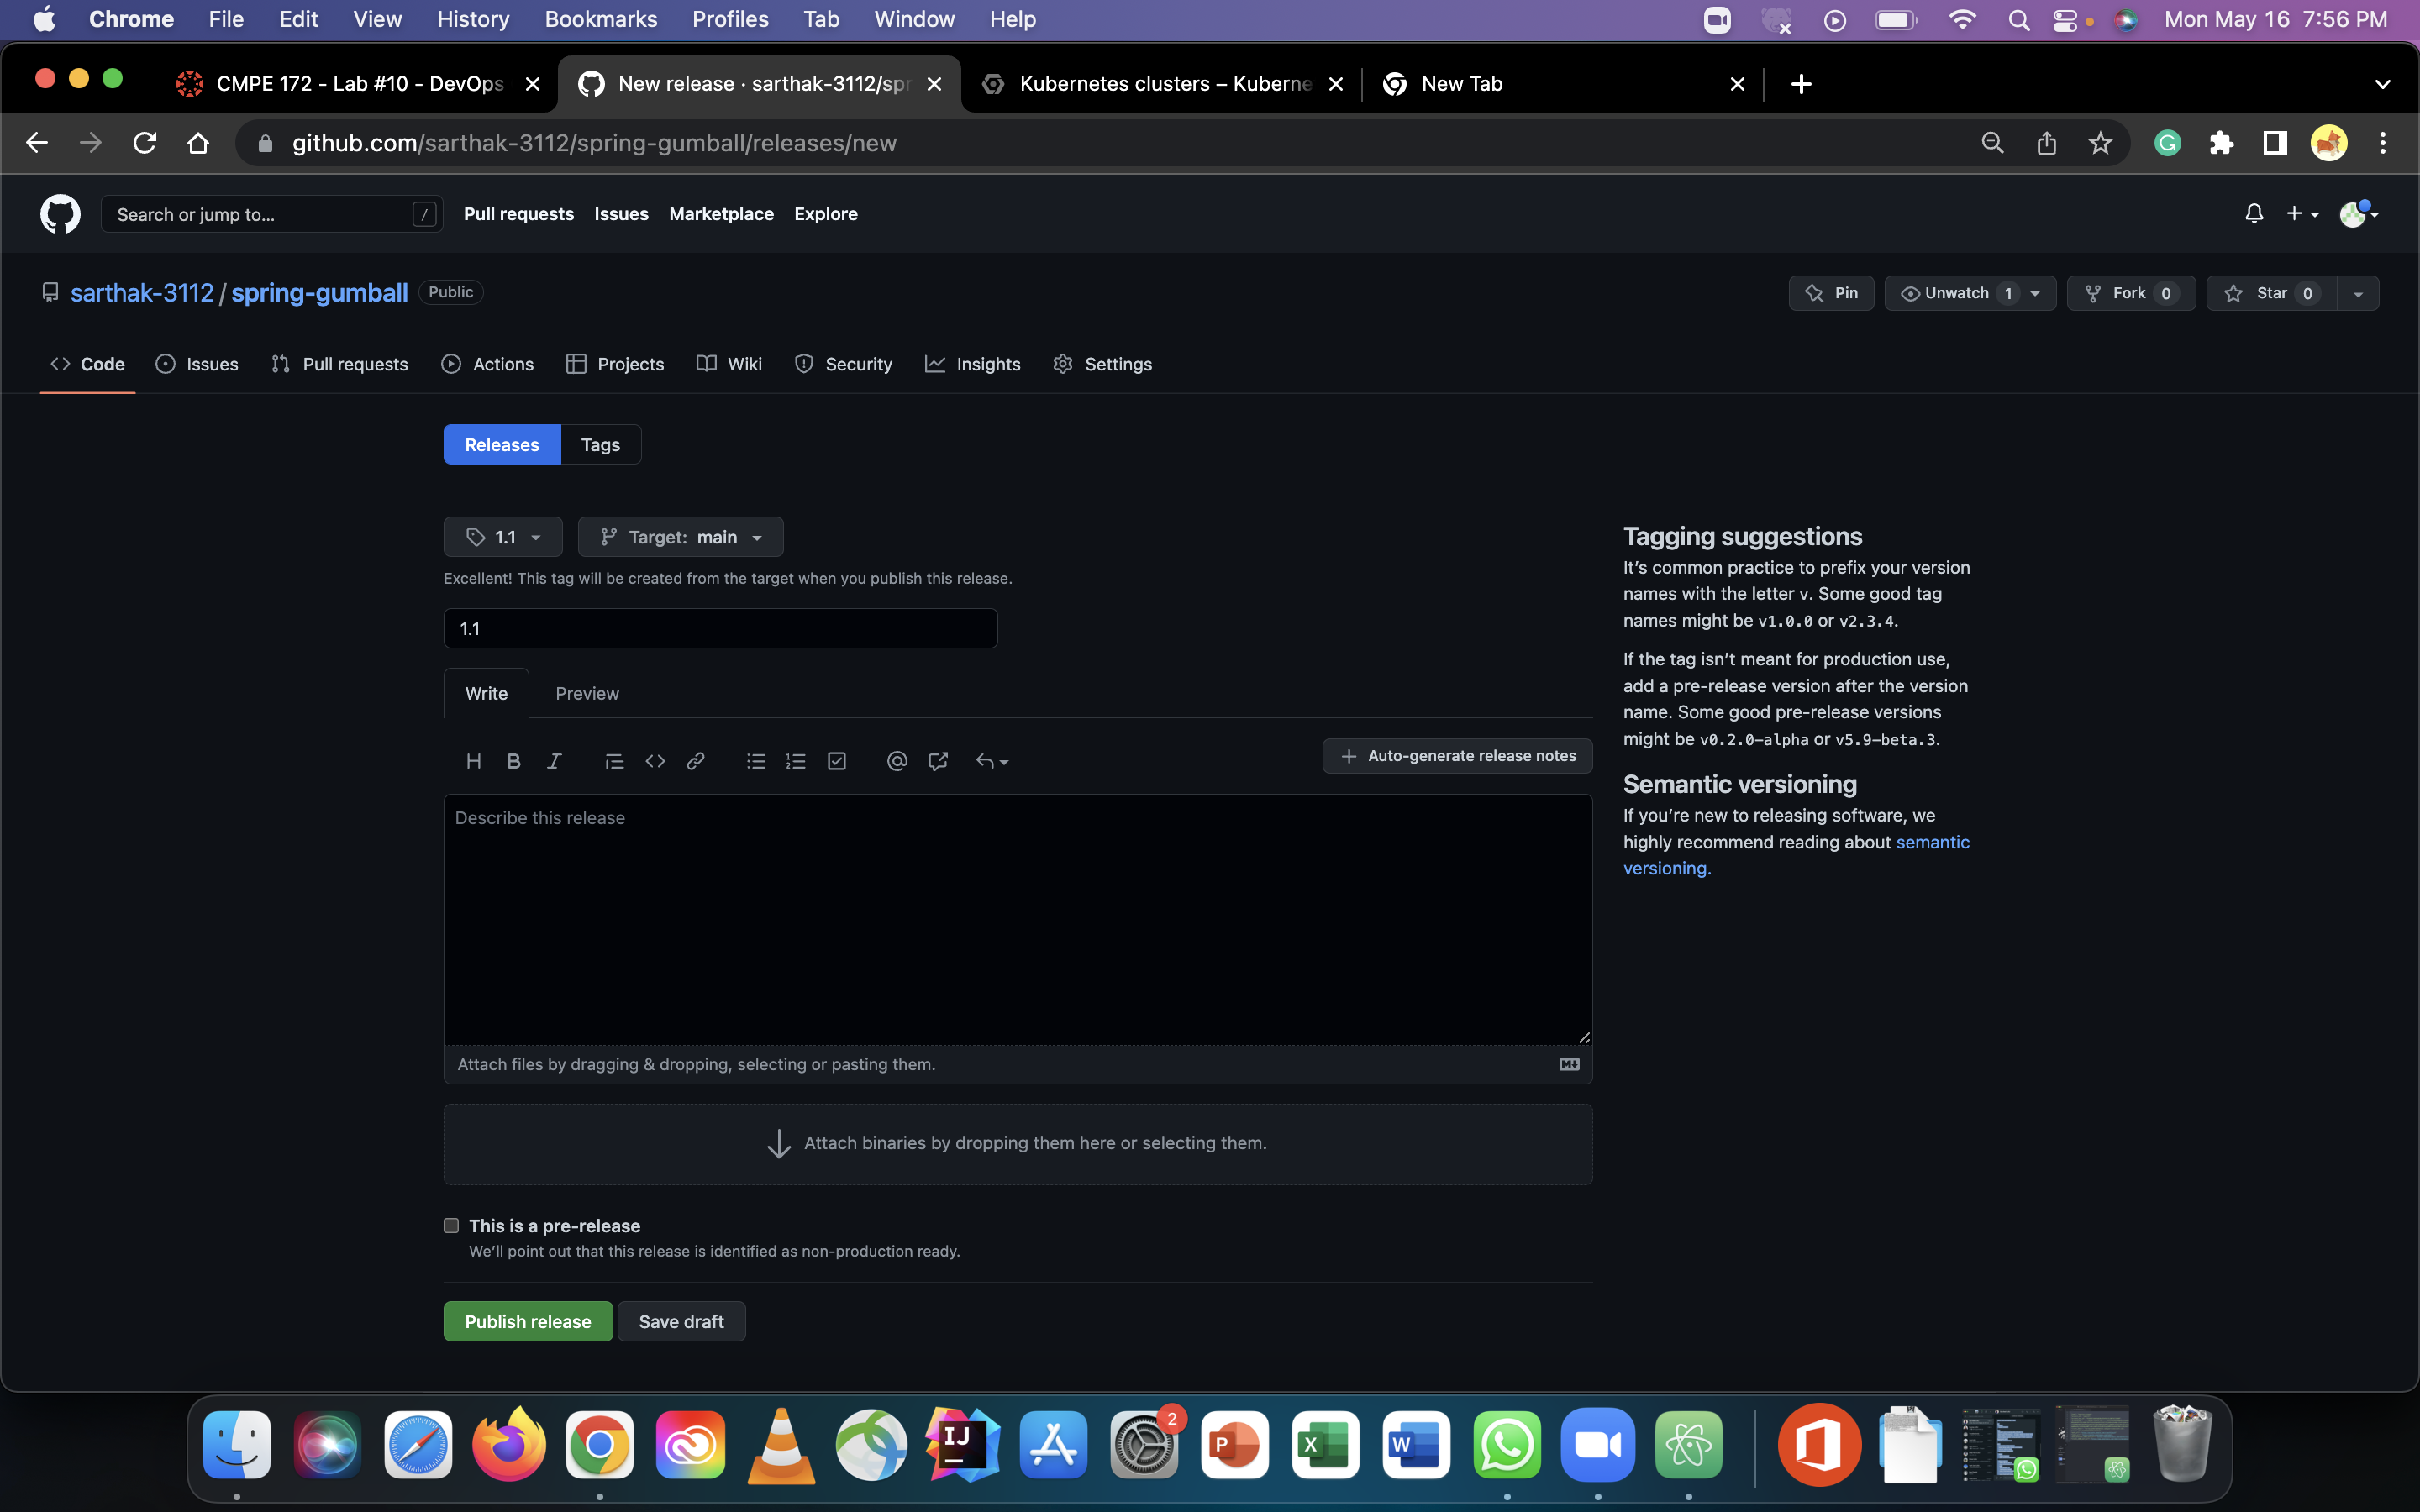 Chrome File Edit View History Bookmarks Profiles Tab Window Help Mon May 16 7:56 PM
CMPE 172 - Lab #10 - DevOps New release · sarthak-3112/spr Kubernetes clusters – Kuberne New Tab
github.com/sarthak-3112/spring-gumball/releases/new
Search or jump to... / Pull requests Issues Marketplace Explore
sarthak-3112 / spring-gumball Public Pin Unwatch 1 Fork 0 Star 0
Code Issues Pull requests Actions Projects Wiki Security Insights Settings
Releases Tags
1.1 Target: main
Excellent! This tag will be created from the target when you publish this release.
1.1
Write Preview
H B I Auto-generate release notes
Describe this release
Attach files by dragging & dropping, selecting or pasting them.
Attach binaries by dropping them here or selecting them.
This is a pre-release
We'll point out that this release is identified as non-production ready.
Publish release Save draft
Tagging suggestions
It's common practice to prefix your version
names with the letter v. Some good tag
names might be v1.0.0 or v2.3.4.
If the tag isn't meant for production use,
add a pre-release version after the version
name. Some good pre-release versions
might be v0.2.0-alpha or v5.9-beta.3.
Semantic versioning
If you're new to releasing software, we
highly recommend reading about semantic
versioning.
IJ 2 P X W